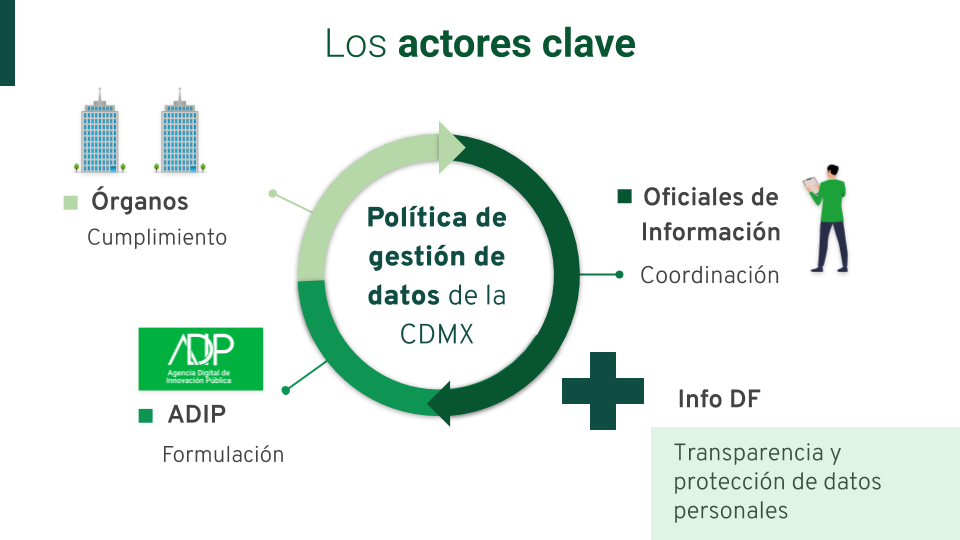 Los actores clave
Órganos
Cumplimiento
Política de
gestión de
datos de la
CDMX
Oficiales de
Información
Coordinación
ADIP
Agencia Digital de
Innovación Pública
ADIP
Formulación
Info DF
Transparencia y
protección de datos
personales